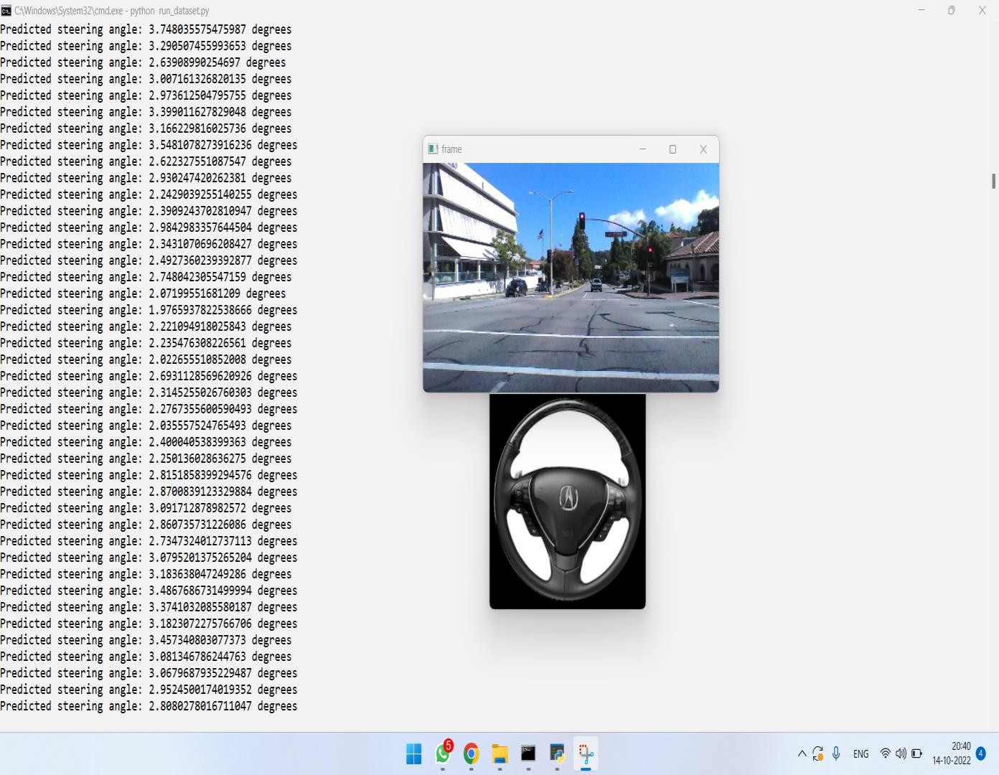 C:\Windows\System32\cmd.exe - python  run_dataset.py
Predicted steering angle: 3.748035575475987 degrees
Predicted steering angle: 3.290507455993653 degrees
Predicted steering angle: 2.63908990254697 degrees
Predicted steering angle: 3.007161326820135 degrees
Predicted steering angle: 2.973612504795755 degrees
Predicted steering angle: 3.399011627829048 degrees
Predicted steering angle: 3.166229816025736 degrees
Predicted steering angle: 3.5481078273916236 degrees
Predicted steering angle: 2.622327551087547 degrees
Predicted steering angle: 2.930247420262381 degrees
Predicted steering angle: 2.2429039255140255 degrees
Predicted steering angle: 2.3909243702810947 degrees
Predicted steering angle: 2.9842983357644504 degrees
Predicted steering angle: 2.3431070696208427 degrees
Predicted steering angle: 2.4927360239392877 degrees
Predicted steering angle: 2.748042305547159 degrees
Predicted steering angle: 2.07199551681209 degrees
Predicted steering angle: 1.9765937822538666 degrees
Predicted steering angle: 2.221094918025843 degrees
Predicted steering angle: 2.235476308226561 degrees
Predicted steering angle: 2.022655510852008 degrees
Predicted steering angle: 2.6931128569620926 degrees
Predicted steering angle: 2.3145255026760303 degrees
Predicted steering angle: 2.2767355600590493 degrees
Predicted steering angle: 2.035557524765493 degrees
Predicted steering angle: 2.400040538399363 degrees
Predicted steering angle: 2.250136028636275 degrees
Predicted steering angle: 2.8151858399294576 degrees
Predicted steering angle: 2.8700839123329884 degrees
Predicted steering angle: 3.091712878982572 degrees
Predicted steering angle: 2.860735731226086 degrees
Predicted steering angle: 2.7347324012737113 degrees
Predicted steering angle: 3.0795201375265204 degrees
Predicted steering angle: 3.183638047249286 degrees
Predicted steering angle: 3.4867686731499994 degrees
Predicted steering angle: 3.3741032085580187 degrees
Predicted steering angle: 3.1823072275766706 degrees
Predicted steering angle: 3.457340803077373 degrees
Predicted steering angle: 3.081346786244763 degrees
Predicted steering angle: 3.0679687935229487 degrees
Predicted steering angle: 2.9524500174019352 degrees
Predicted steering angle: 2.8080278016711047 degrees
frame
5
ENG
20:40
14-10-2022
4